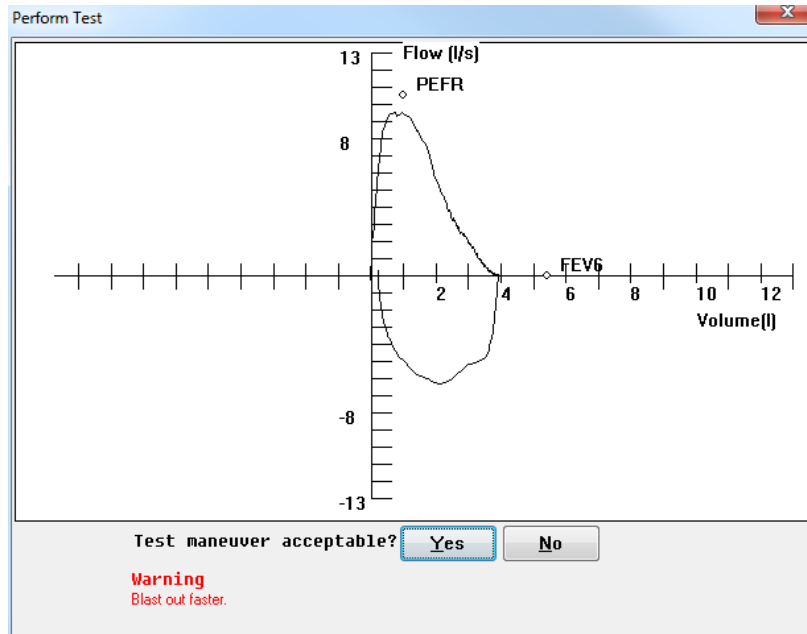 Perform Test
x
13
Flow (l/s)
PEFR
8
FEV6
2 4 6 8 10 12
Volume(l)
-8
-13
Test maneuver acceptable? Yes No
Warning
Blast out faster.